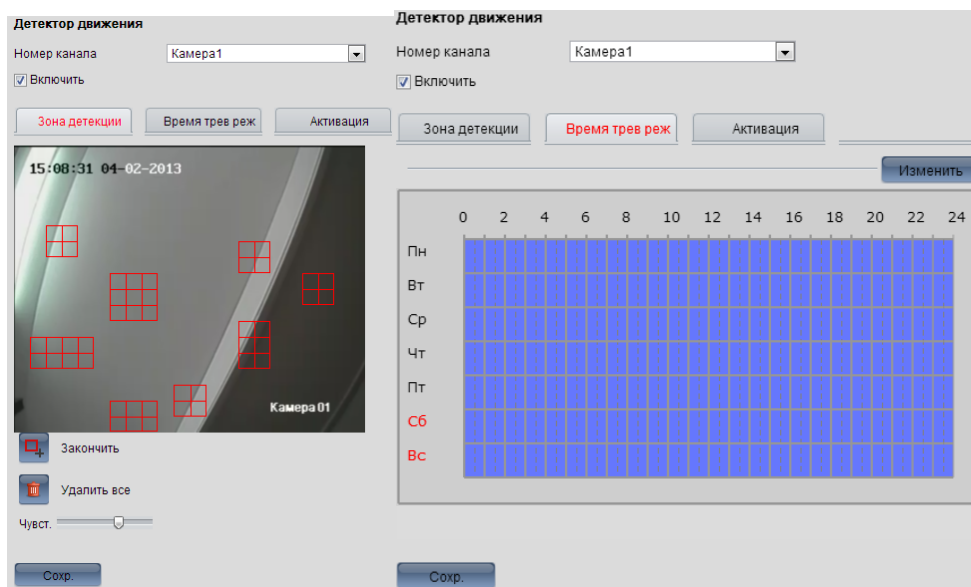 Детектор движения
Номер канала Камера1
Включить
Зона детекции Время трев реж Активация
15:08:31 04-02-2013
Камера 01
Закончить
Удалить все
Чувст.
Сохр.
Детектор движения
Номер канала Камера1
Включить
Зона детекции Время трев реж Активация
Изменить
0 2 4 6 8 10 12 14 16 18 20 22 24
Пн
Вт
Ср
Чт
Пт
Сб
Вс
Сохр.